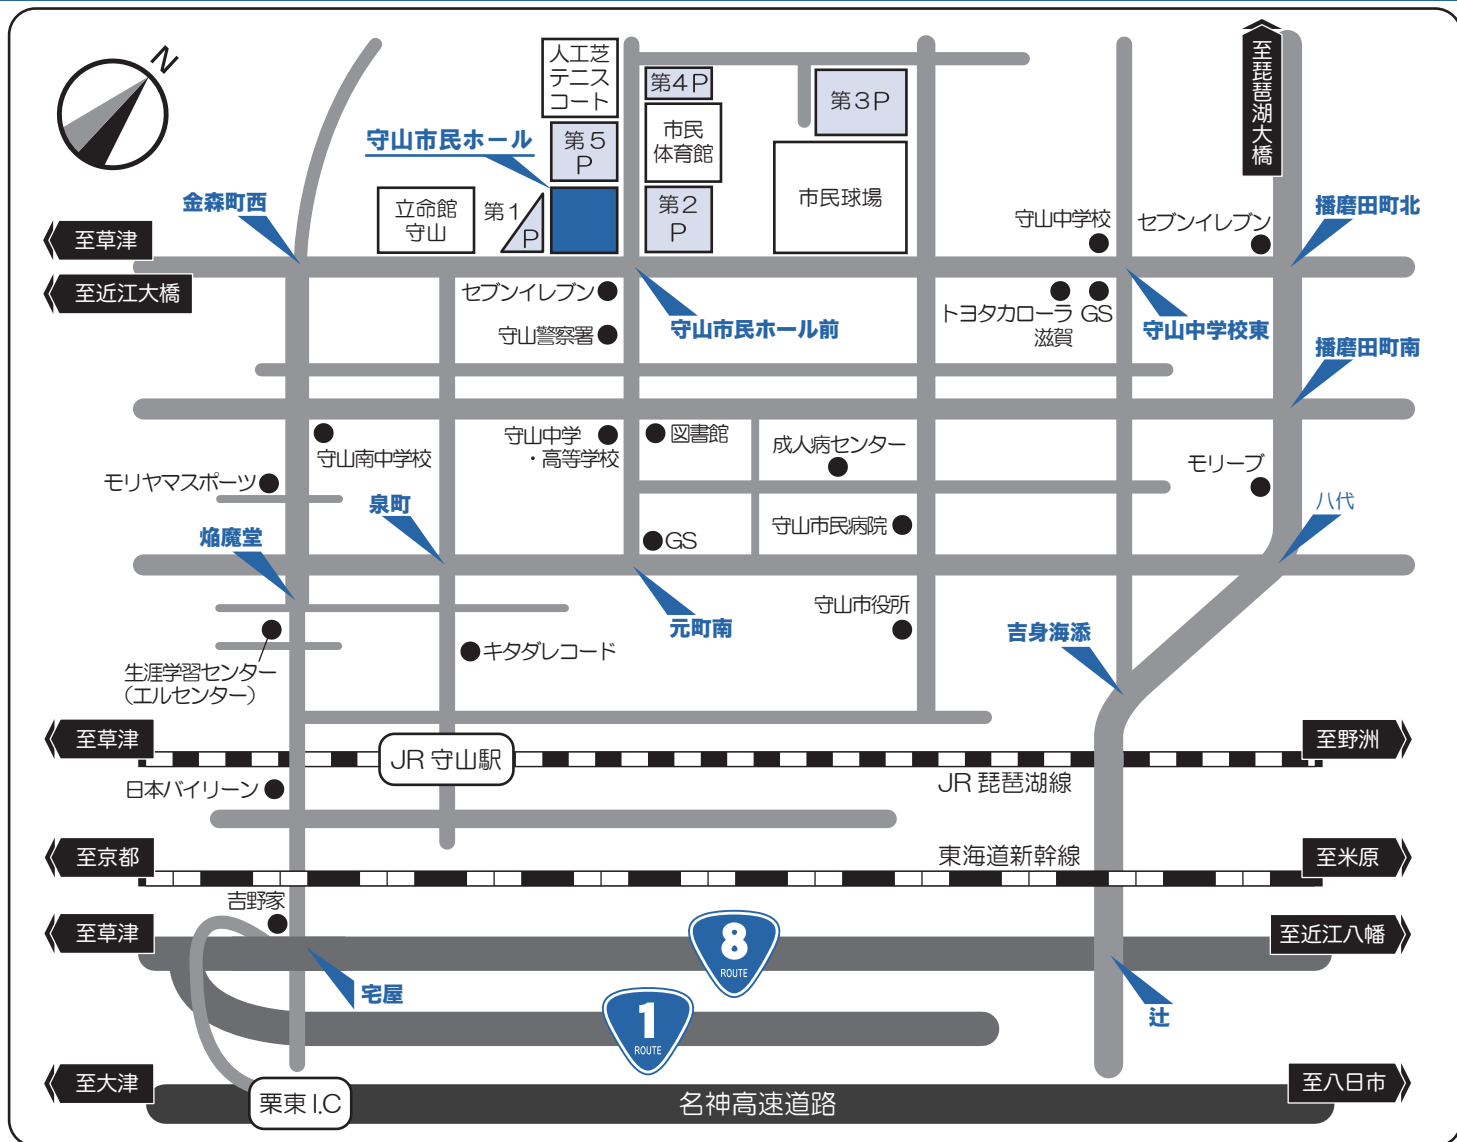 N
人工芝
テニス
コート
第4P
第3P
至琵琶湖大橋
守山市民ホール
第5
P
市民
体育館
金森町西
立命館
守山
第1
P
第2
P
市民球場
守山中学校
セブンイレブン
播磨田町北
至草津
至近江大橋
セブンイレブン
守山警察署
守山市民ホール前
トヨタカローラ
滋賀
GS
守山中学校東
播磨田町南
守山南中学校
守山中学
・高等学校
図書館
成人病センター
モリーブ
モリヤマスポーツ
泉町
焔魔堂
GS
守山市民病院
八代
元町南
守山市役所
吉身海添
生涯学習センター
(エルセンター)
キタダレコード
至草津
JR 守山駅
至野洲
日本バイリーン
JR 琵琶湖線
至京都
東海道新幹線
至米原
吉野家
至草津
8
ROUTE
至近江八幡
宅屋
1
ROUTE
辻
至大津
栗東 I.C
名神高速道路
至八日市